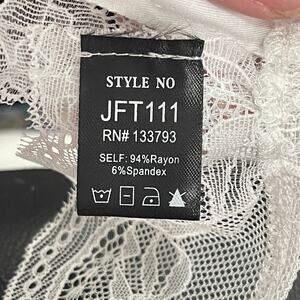 STYLE NO
JFT111
RN# 133793
SELF: 94%Rayon
6%Spandex